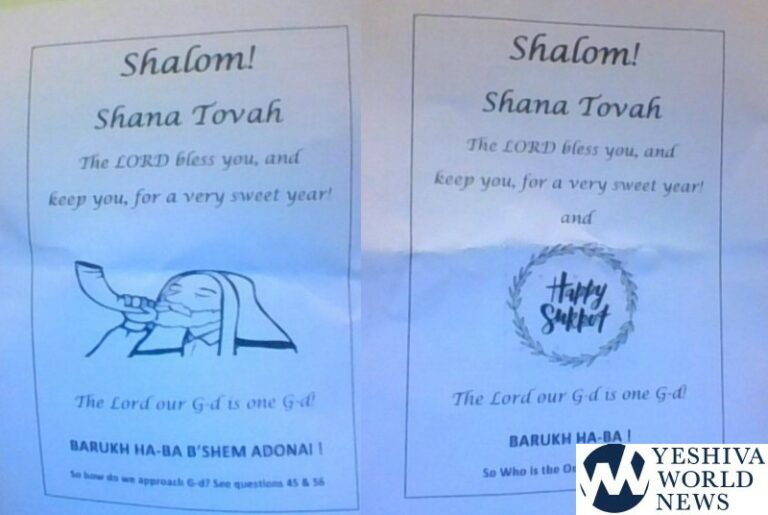 Shalom!
Shana Tovah
The LORD bless you, and
keep you, for a very sweet year!
The Lord our G-d is one G-d!
BARUKH HA-BA B'SHEM ADONAI !
So how do we approach G-d? See questions 45 & 56
Shalom!
Shana Tovah
The LORD bless you, and
keep you, for a very sweet year!
and
Happy
Sukkot
The Lord our G-d is one G-d!
BARUKH HA-BA !
So Who is the
YESHIVA
WORLD
NEWS